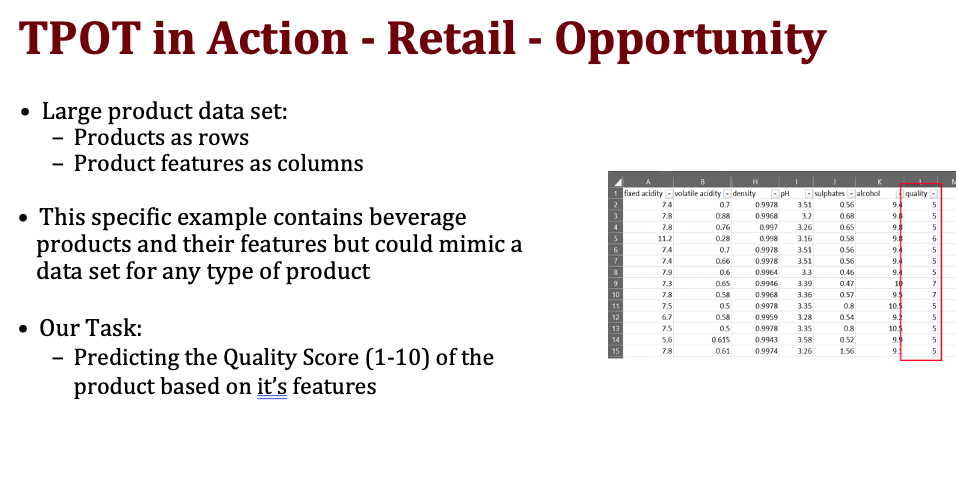 TPOT in Action - Retail - Opportunity
• Large product data set:
– Products as rows
– Product features as columns
• This specific example contains beverage
products and their features but could mimic a
data set for any type of product
• Our Task:
– Predicting the Quality Score (1-10) of the
product based on it's features
A B H I J K L M
1 fixed acidity volatile acidity density pH sulphates alcohol quality
2 7.4 0.7 0.9978 3.51 0.56 9.4 5
3 7.8 0.88 0.9968 3.2 0.68 9.8 5
4 7.8 0.76 0.997 3.26 0.65 9.8 5
5 11.2 0.28 0.998 3.16 0.58 9.8 6
6 7.4 0.7 0.9978 3.51 0.56 9.4 5
7 7.4 0.66 0.9978 3.51 0.56 9.4 5
8 7.9 0.6 0.9964 3.3 0.46 9.4 5
9 7.3 0.65 0.9946 3.39 0.47 10 7
10 7.8 0.58 0.9968 3.36 0.57 9.5 7
11 7.5 0.5 0.9978 3.35 0.8 10.5 5
12 6.7 0.58 0.9959 3.28 0.54 9.2 5
13 7.5 0.5 0.9978 3.35 0.8 10.5 5
14 5.6 0.615 0.9943 3.58 0.52 9.9 5
15 7.8 0.61 0.9974 3.26 1.56 9.1 5